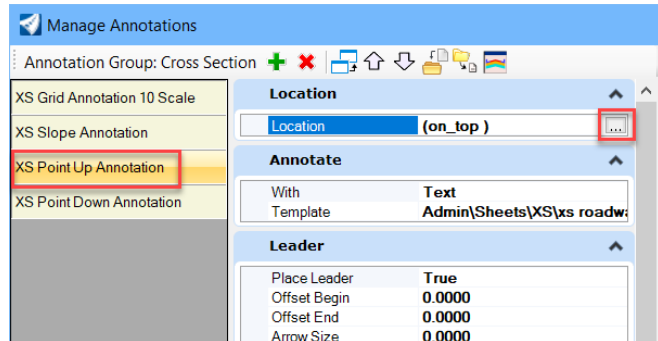 Manage Annotations
Annotation Group: Cross Section
XS Grid Annotation 10 Scale
XS Slope Annotation
XS Point Up Annotation
XS Point Down Annotation
Location
Location (on_top ) ...
Annotate
With Text
Template Admin\Sheets\XS\xs roadwa
Leader
Place Leader True
Offset Begin 0.0000
Offset End 0.0000
Arrow Size 0.0000